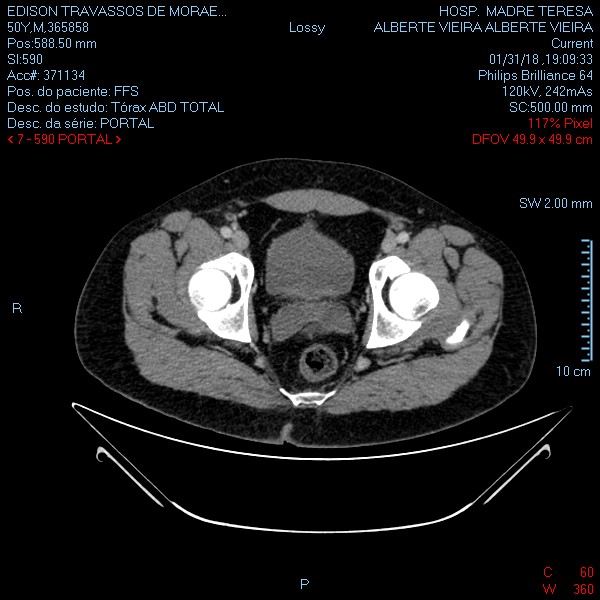 EDISON TRAVASSOS DE MORAE...
50Y,M,365858
Pos:588.50 mm
Sl:590
Acc#: 371134
Pos. do paciente: FFS
Desc. do estudo: Tórax ABD TOTAL
Desc. da série: PORTAL
< 7 - 590 PORTAL >
Lossy
HOSP. MADRE TERESA
ALBERTE VIEIRA ALBERTE VIEIRA
Current
01/31/18 ,19:09:33
Philips Brilliance 64
120kV, 242mAs
SC:500.00 mm
117% Pixel
DFOV 49.9 x 49.9 cm
SW 2.00 mm
R
10 cm
P
C 60
W 360